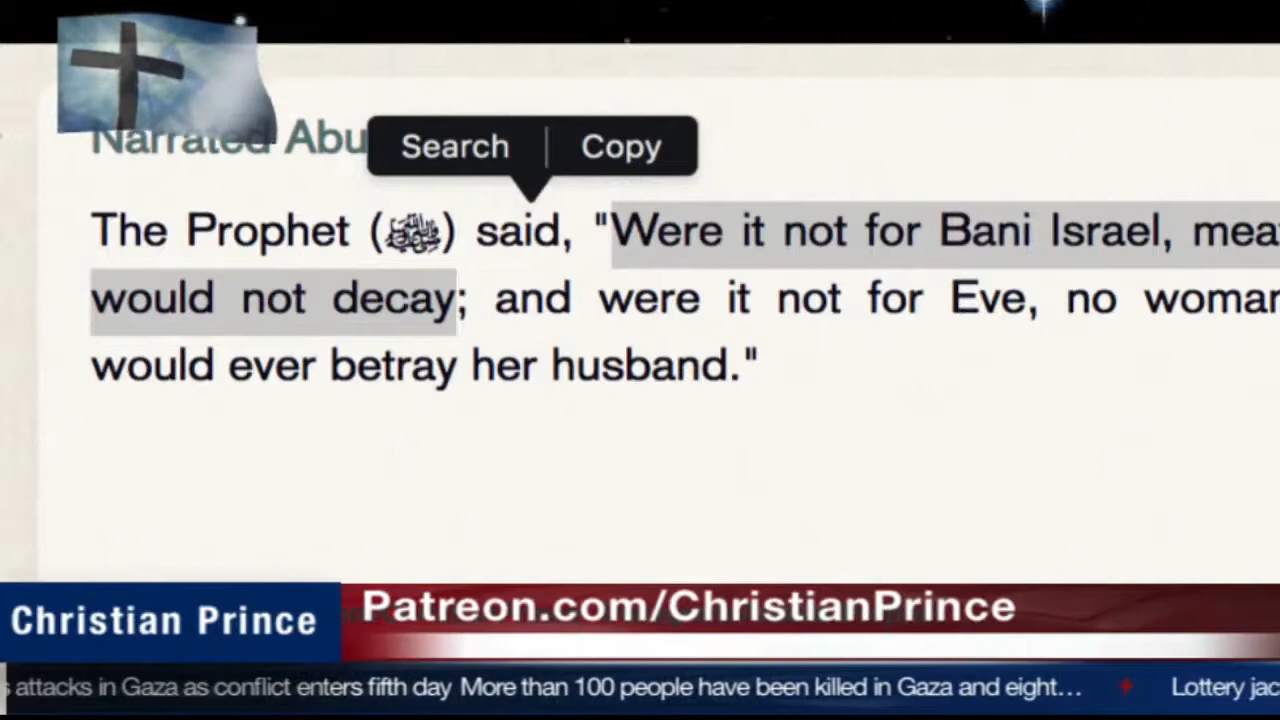 Narrated Abu
Search | Copy
The Prophet (ﷺ) said, "Were it not for Bani Israel,
would not decay; and were it not for Eve, no
would ever betray her husband."
Christian Prince
Patreon.com/ChristianPrince
attacks in Gaza as conflict enters fifth day More than 100 people have been killed in Gaza and eight... Lottery